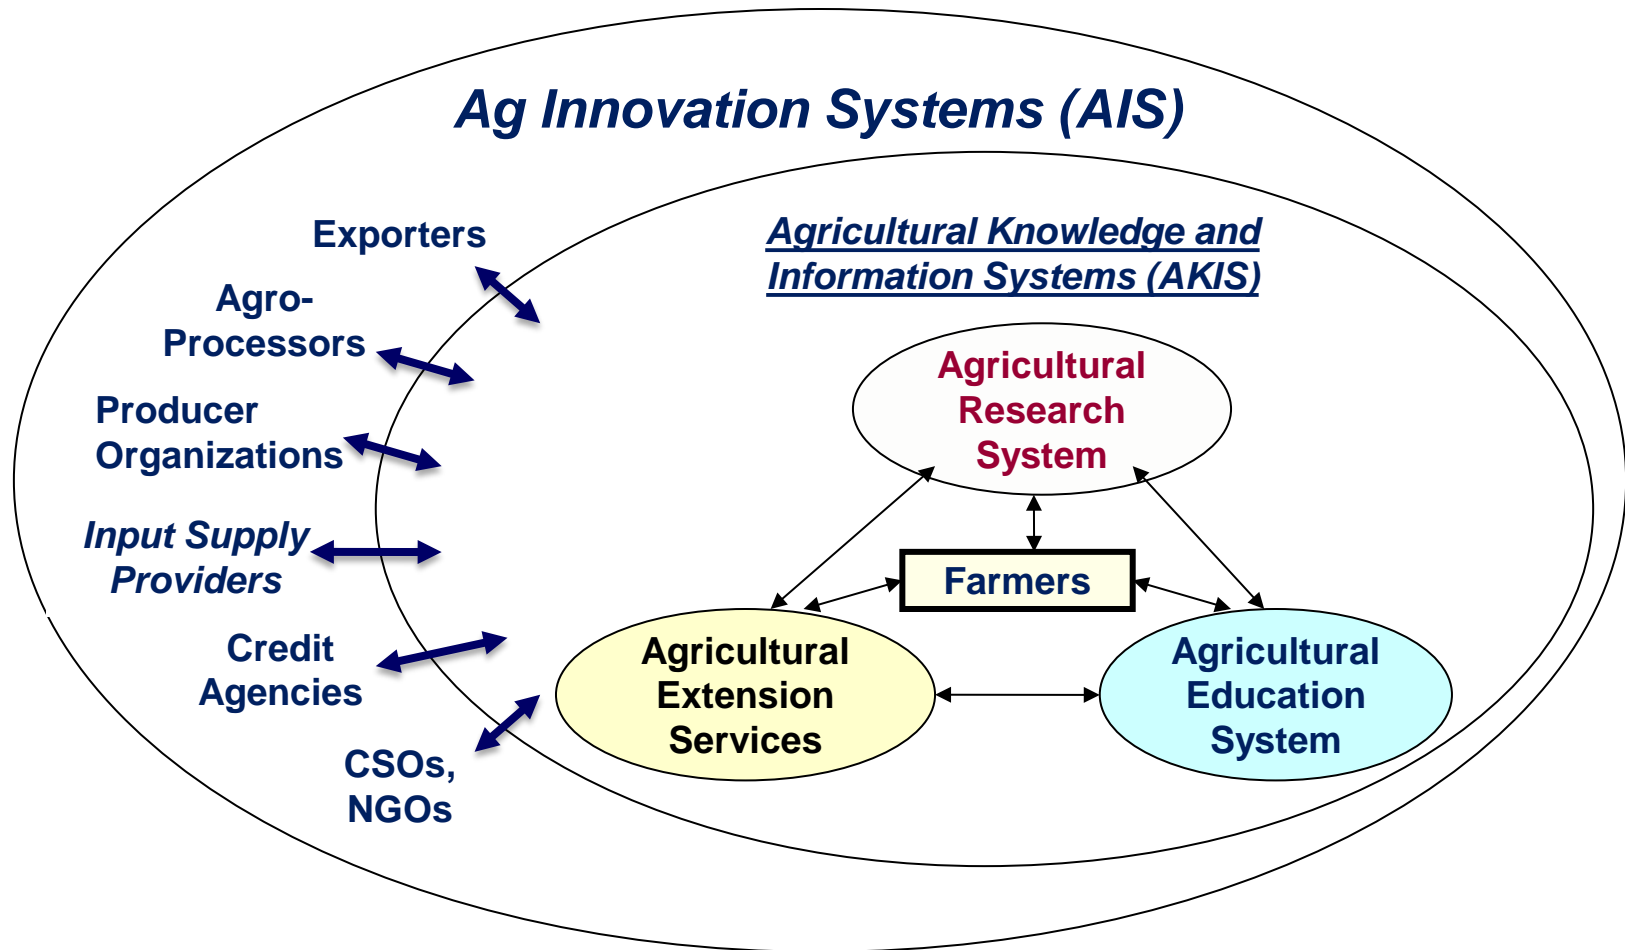 Ag Innovation Systems (AIS)
Exporters
Agricultural Knowledge and
Information Systems (AKIS)
Agro-
Processors
Agricultural
Research
System
Producer
Organizations
Input Supply
Providers
Farmers
Credit
Agencies
Agricultural
Extension
Services
Agricultural
Education
System
CSOs,
NGOs